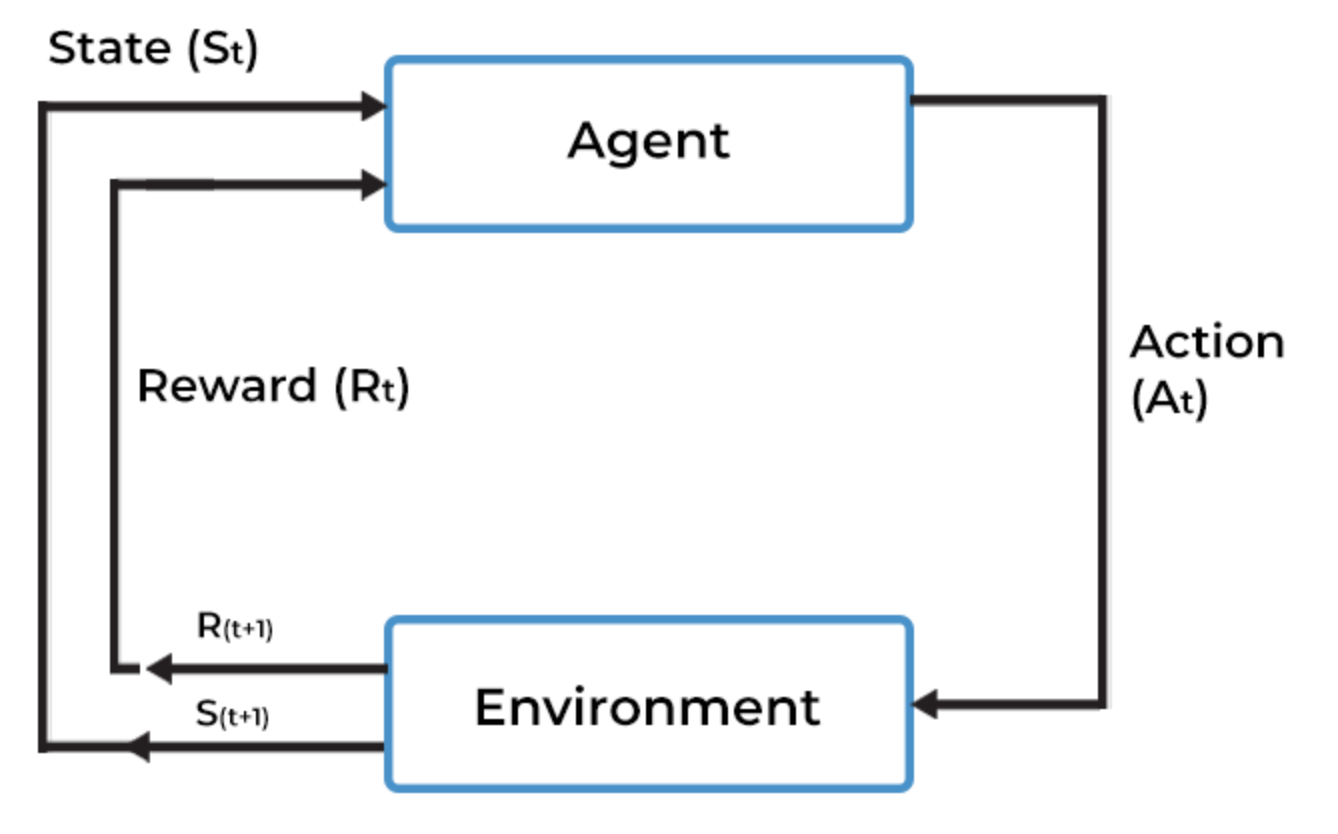 State (St)
Agent
Action
(At)
Reward (Rt)
R(t+1)
S(t+1)
Environment